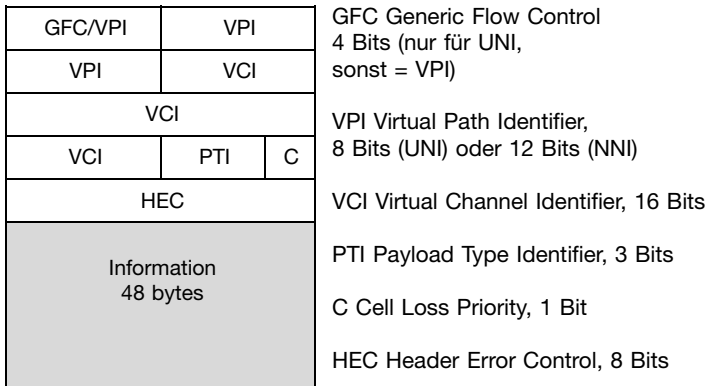 GFC/VPI VPI
VPI VCI
VCI
VCI PTI C
HEC
Information
48 bytes
GFC Generic Flow Control
4 Bits (nur für UNI,
sonst = VPI)
VPI Virtual Path Identifier,
8 Bits (UNI) oder 12 Bits (NNI)
VCI Virtual Channel Identifier, 16 Bits
PTI Payload Type Identifier, 3 Bits
C Cell Loss Priority, 1 Bit
HEC Header Error Control, 8 Bits